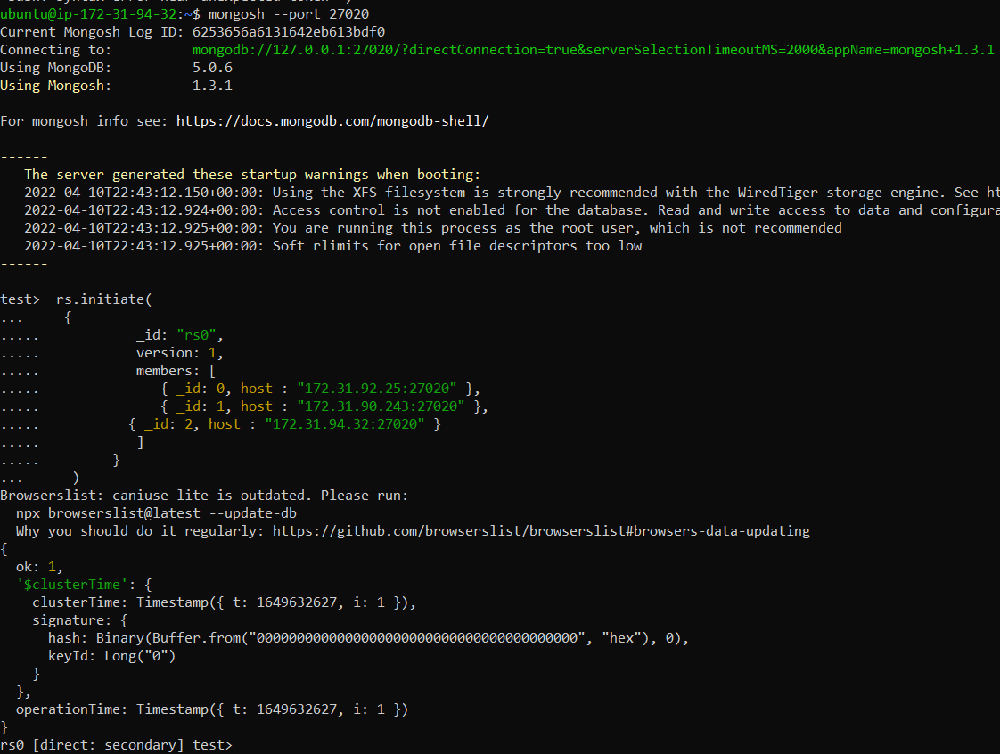 ubuntu@ip-172-31-94-32:~$ mongosh --port 27020
Current Mongosh Log ID: 6253656a6131642eb613bdf0
Connecting to:          mongodb://127.0.0.1:27020/?directConnection=true&serverSelectionTimeoutMS=2000&appName=mongosh+1.3.1
Using MongoDB:          5.0.6
Using Mongosh:          1.3.1
For mongosh info see: https://docs.mongodb.com/mongodb-shell/
------
   The server generated these startup warnings when booting:
   2022-04-10T22:43:12.150+00:00: Using the XFS filesystem is strongly recommended with the WiredTiger storage engine. See ht
   2022-04-10T22:43:12.924+00:00: Access control is not enabled for the database. Read and write access to data and configura
   2022-04-10T22:43:12.925+00:00: You are running this process as the root user, which is not recommended
   2022-04-10T22:43:12.925+00:00: Soft rlimits for open file descriptors too low
------
test>  rs.initiate(
...     {
.....            _id: "rs0",
.....            version: 1,
.....            members: [
.....               { _id: 0, host : "172.31.92.25:27020" },
.....               { _id: 1, host : "172.31.90.243:27020" },
.....           { _id: 2, host : "172.31.94.32:27020" }
.....            ]
.....         }
...      )
Browserslist: caniuse-lite is outdated. Please run:
  npx browserslist@latest --update-db
  Why you should do it regularly: https://github.com/browserslist/browserslist#browsers-data-updating
{
  ok: 1,
  '$clusterTime': {
    clusterTime: Timestamp({ t: 1649632627, i: 1 }),
    signature: {
      hash: Binary(Buffer.from("0000000000000000000000000000000000000000", "hex"), 0),
      keyId: Long("0")
    }
  },
  operationTime: Timestamp({ t: 1649632627, i: 1 })
}
rs0 [direct: secondary] test>